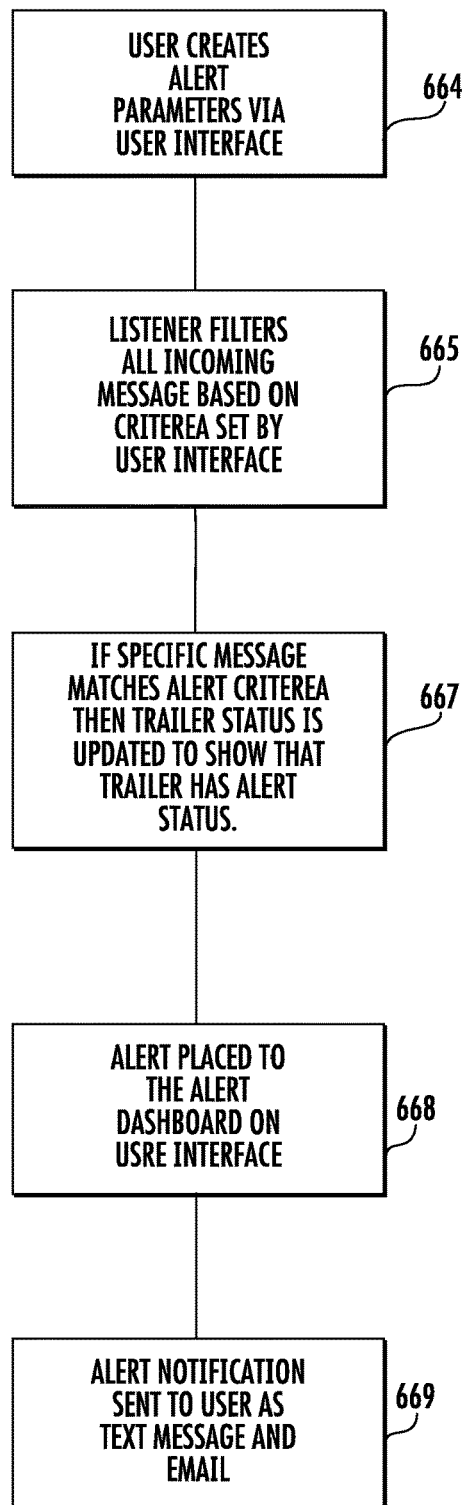 USER CREATES
ALERT
PARAMETERS VIA
USER INTERFACE
664
LISTENER FILTERS
ALL INCOMING
MESSAGE BASED ON
CRITEREA SET BY
USER INTERFACE
665
IF SPECIFIC MESSAGE
MATCHES ALERT CRITEREA
THEN TRAILER STATUS IS
UPDATED TO SHOW THAT
TRAILER HAS ALERT
STATUS.
667
ALERT PLACED TO
THE ALERT
DASHBOARD ON
USRE INTERFACE
668
ALERT NOTIFICATION
SENT TO USER AS
TEXT MESSAGE AND
EMAIL
669